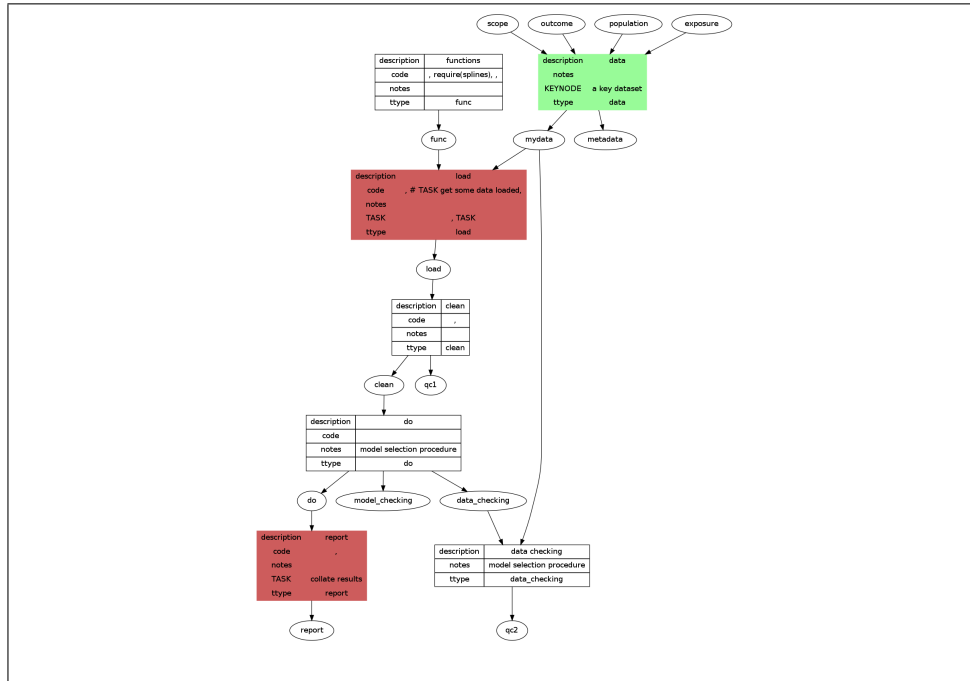 scope outcome population exposure
description functions
code , require(splines), ,
notes
ttype func
description data
notes
KEYNODE a key dataset
ttype data
func mydata metadata
description load
code , # TASK get some data loaded,
notes
TASK , TASK
ttype load
load
description clean
code ,
notes
ttype clean
clean qc1
description do
code
notes model selection procedure
ttype do
do model_checking data_checking
description report
code ,
notes
TASK collate results
ttype report
description data checking
notes model selection procedure
ttype data_checking
report qc2